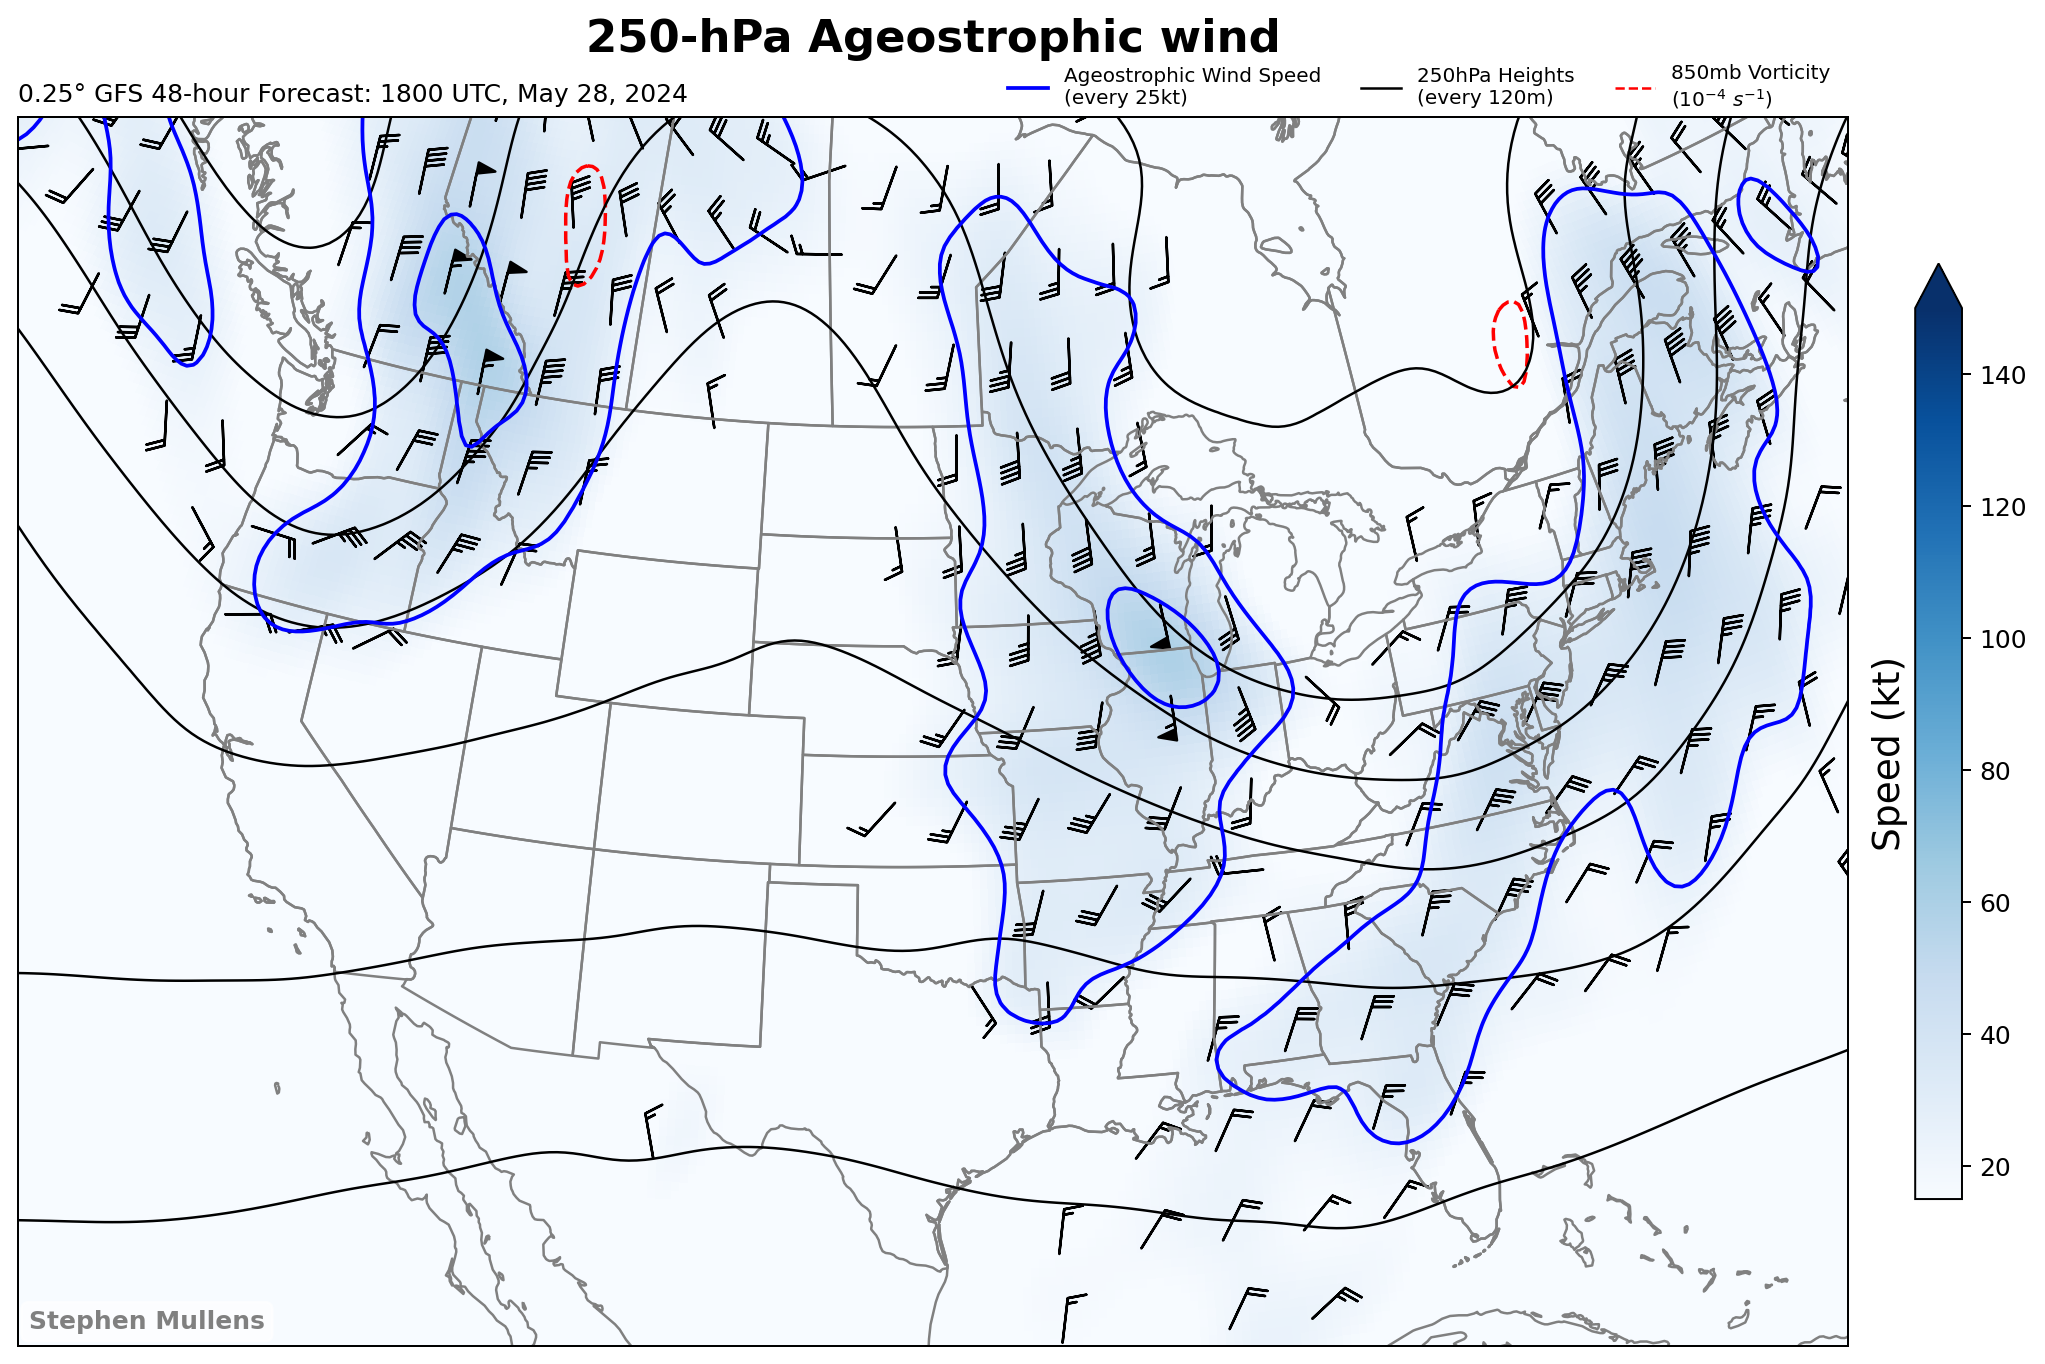 250-hPa Ageostrophic wind
0.25° GFS 48-hour Forecast: 1800 UTC, May 28, 2024
Ageostrophic Wind Speed
(every 25kt)
250hPa Heights
(every 120m)
850mb Vorticity
(10⁻⁴ s⁻¹)
140
120
100
80
60
40
20
Speed (kt)
Stephen Mullens